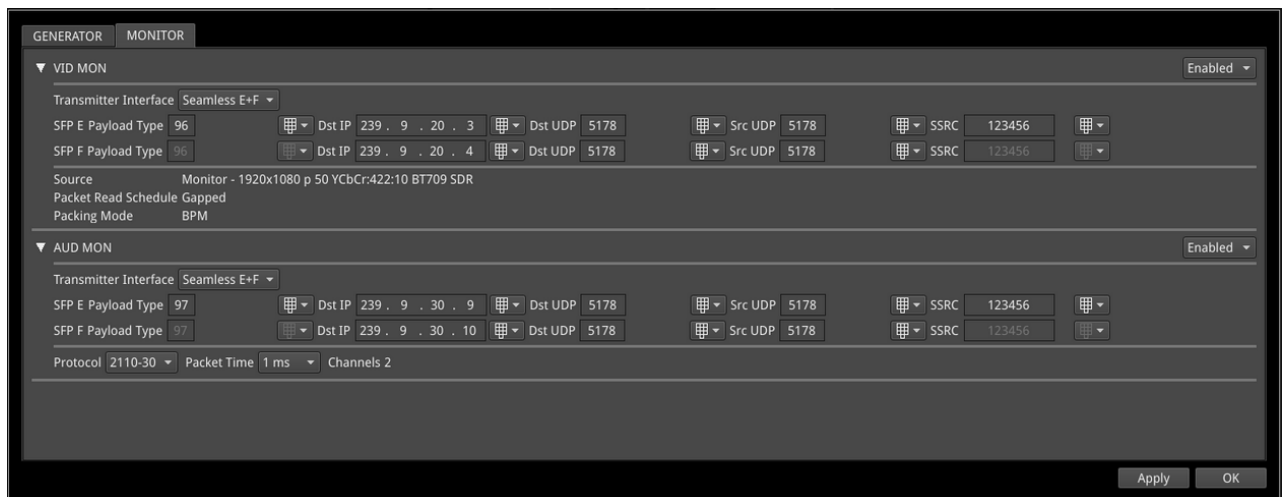 GENERATOR MONITOR
VID MON Enabled
Transmitter Interface Seamless E+F
SFP E Payload Type 96 Dst IP 239 . 9 . 20 . 3 Dst UDP 5178 Src UDP 5178 SSRC 123456
SFP F Payload Type 96 Dst IP 239 . 9 . 20 . 4 Dst UDP 5178 Src UDP 5178 SSRC 123456
Source Monitor - 1920x1080 p 50 YCbCr:422:10 BT709 SDR
Packet Read Schedule Gapped
Packing Mode BPM
AUD MON Enabled
Transmitter Interface Seamless E+F
SFP E Payload Type 97 Dst IP 239 . 9 . 30 . 9 Dst UDP 5178 Src UDP 5178 SSRC 123456
SFP F Payload Type 97 Dst IP 239 . 9 . 30 . 10 Dst UDP 5178 Src UDP 5178 SSRC 123456
Protocol 2110-30 Packet Time 1 ms Channels 2
Apply OK